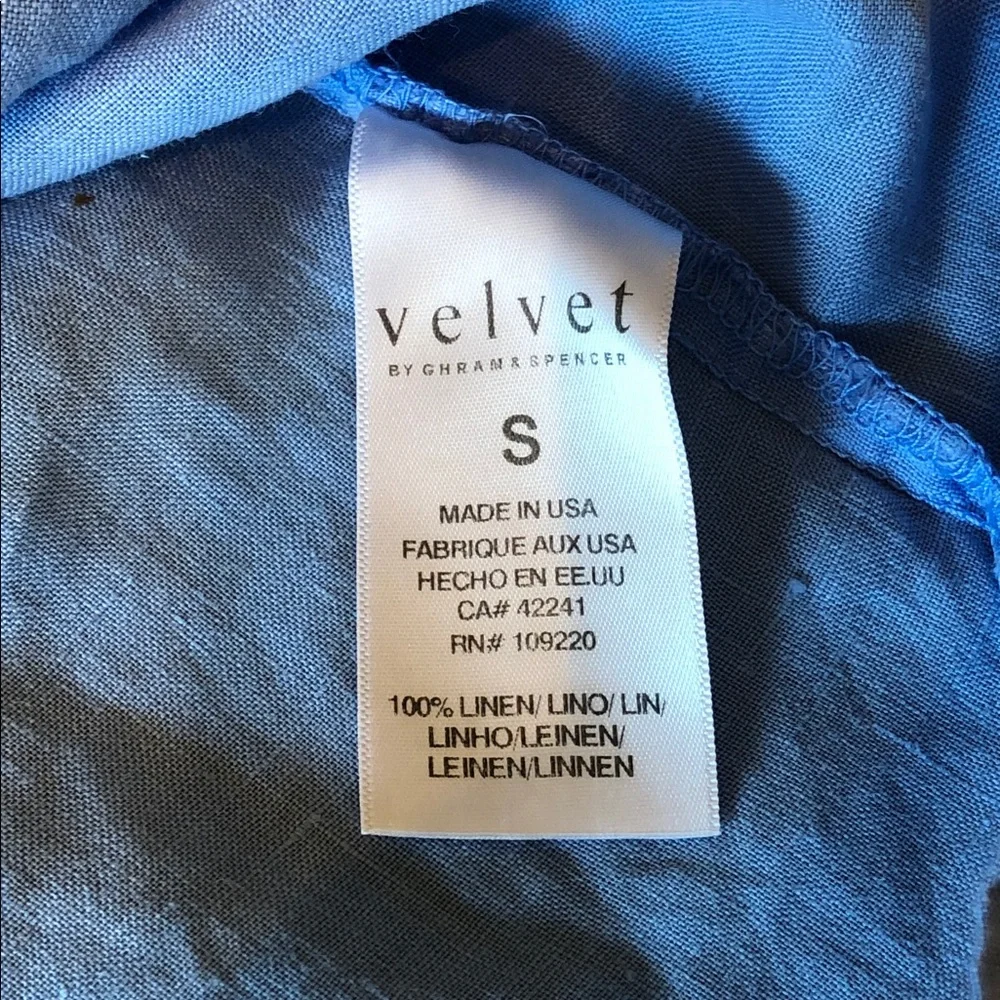 velvet
BY GHRAM & SPENCER
S
MADE IN USA
FABRIQUE AUX USA
HECHO EN EE.UU
CA# 42241
RN# 109220
100% LINEN/ LINO/ LIN/
LINHO/LEINEN/
LEINEN/LINNEN